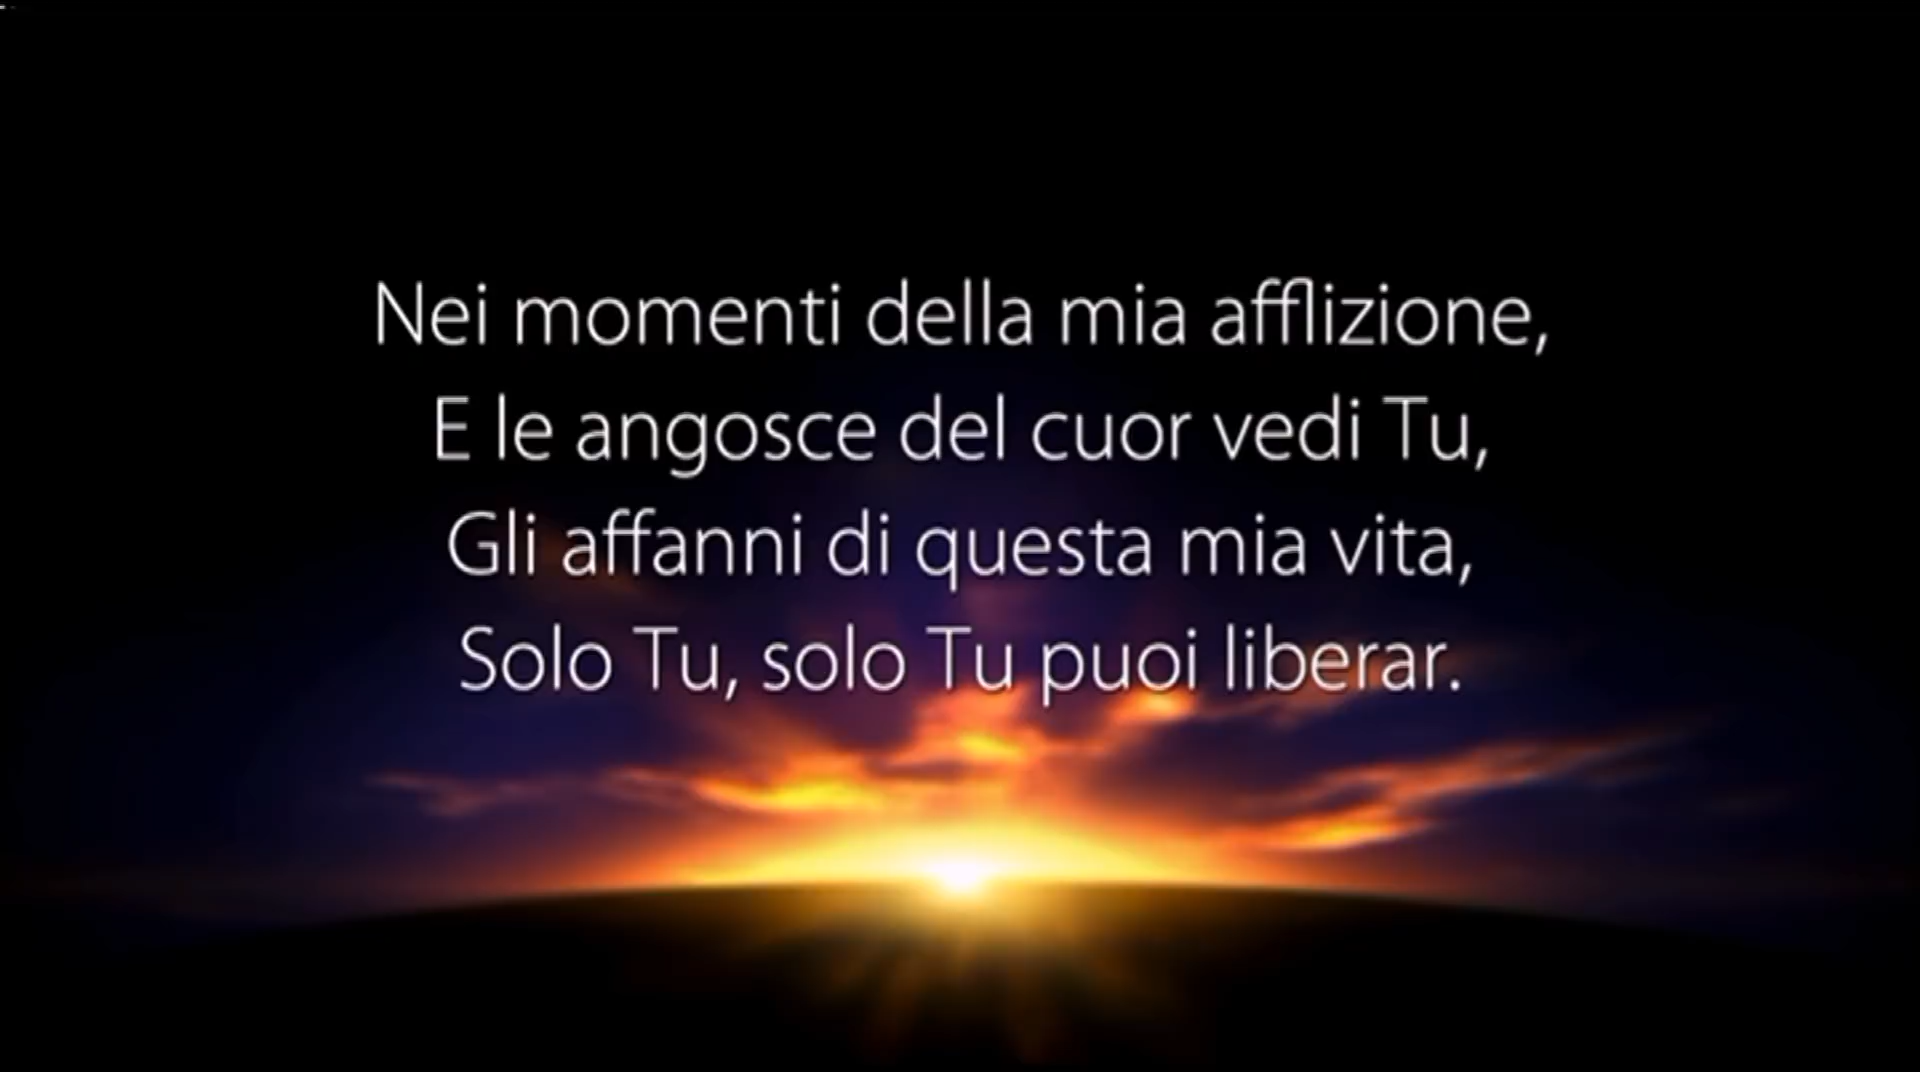 Nei momenti della mia afflizione,
E le angosce del cuor vedi Tu,
Gli affanni di questa mia vita,
Solo Tu, solo Tu puoi liberar.